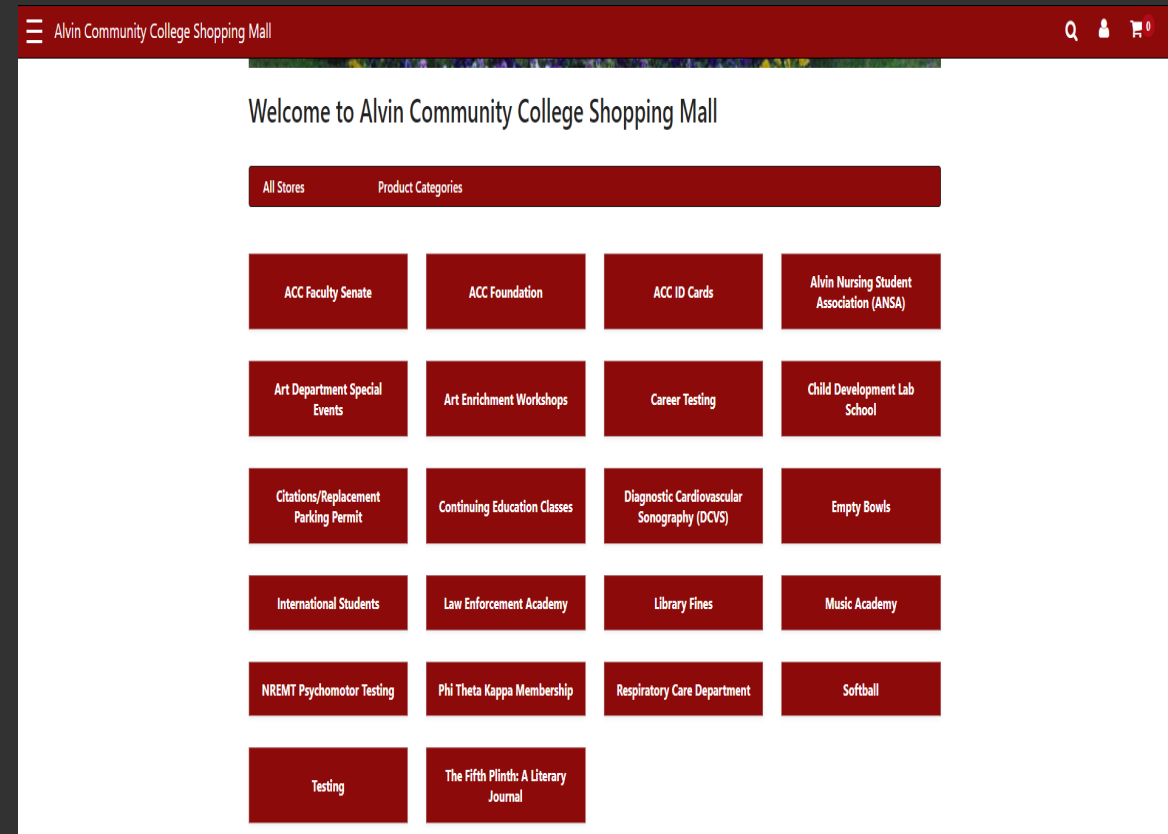 Alvin Community College Shopping Mall
0
Welcome to Alvin Community College Shopping Mall
All Stores
Product Categories
ACC Faculty Senate
ACC Foundation
ACC ID Cards
Alvin Nursing Student
Association (ANSA)
Art Department Special
Events
Art Enrichment Workshops
Career Testing
Child Development Lab
School
Citations/Replacement
Parking Permit
Continuing Education Classes
Diagnostic Cardiovascular
Sonography (DCVS)
Empty Bowls
International Students
Law Enforcement Academy
Library Fines
Music Academy
NREMT Psychomotor Testing
Phi Theta Kappa Membership
Respiratory Care Department
Softball
Testing
The Fifth Plinth: A Literary
Journal